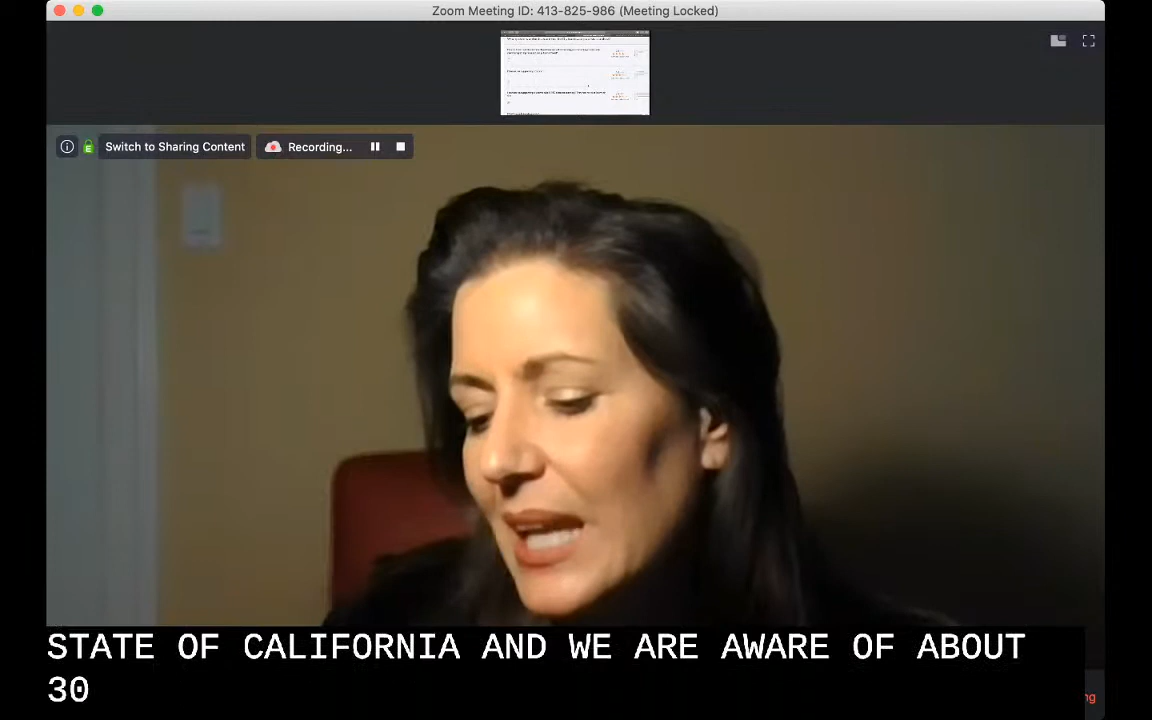 Zoom Meeting ID: 413-825-986 (Meeting Locked)
Switch to Sharing Content
Recording...
STATE OF CALIFORNIA AND WE ARE AWARE OF ABOUT
30
ng